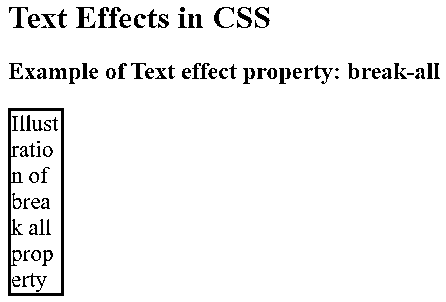 Text Effects in CSS
Example of Text effect property: break-all
Illust
ratio
n of
brea
k all
prop
erty